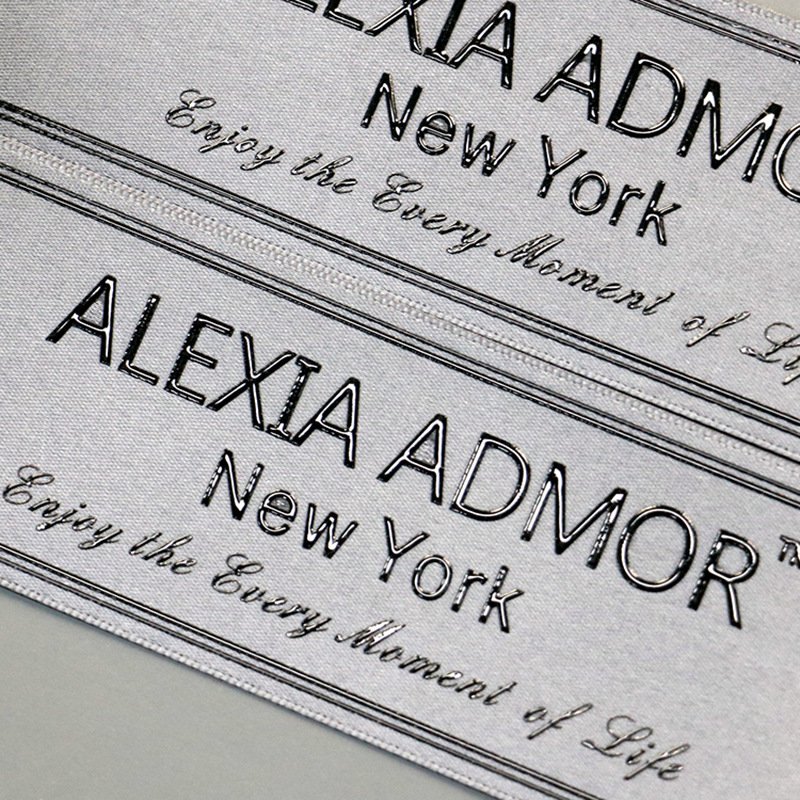 ALEXIA ADMOR
New York
Enjoy the Every Moment of Life
ALEXIA ADMOR™
New York
Enjoy the Every Moment of Life